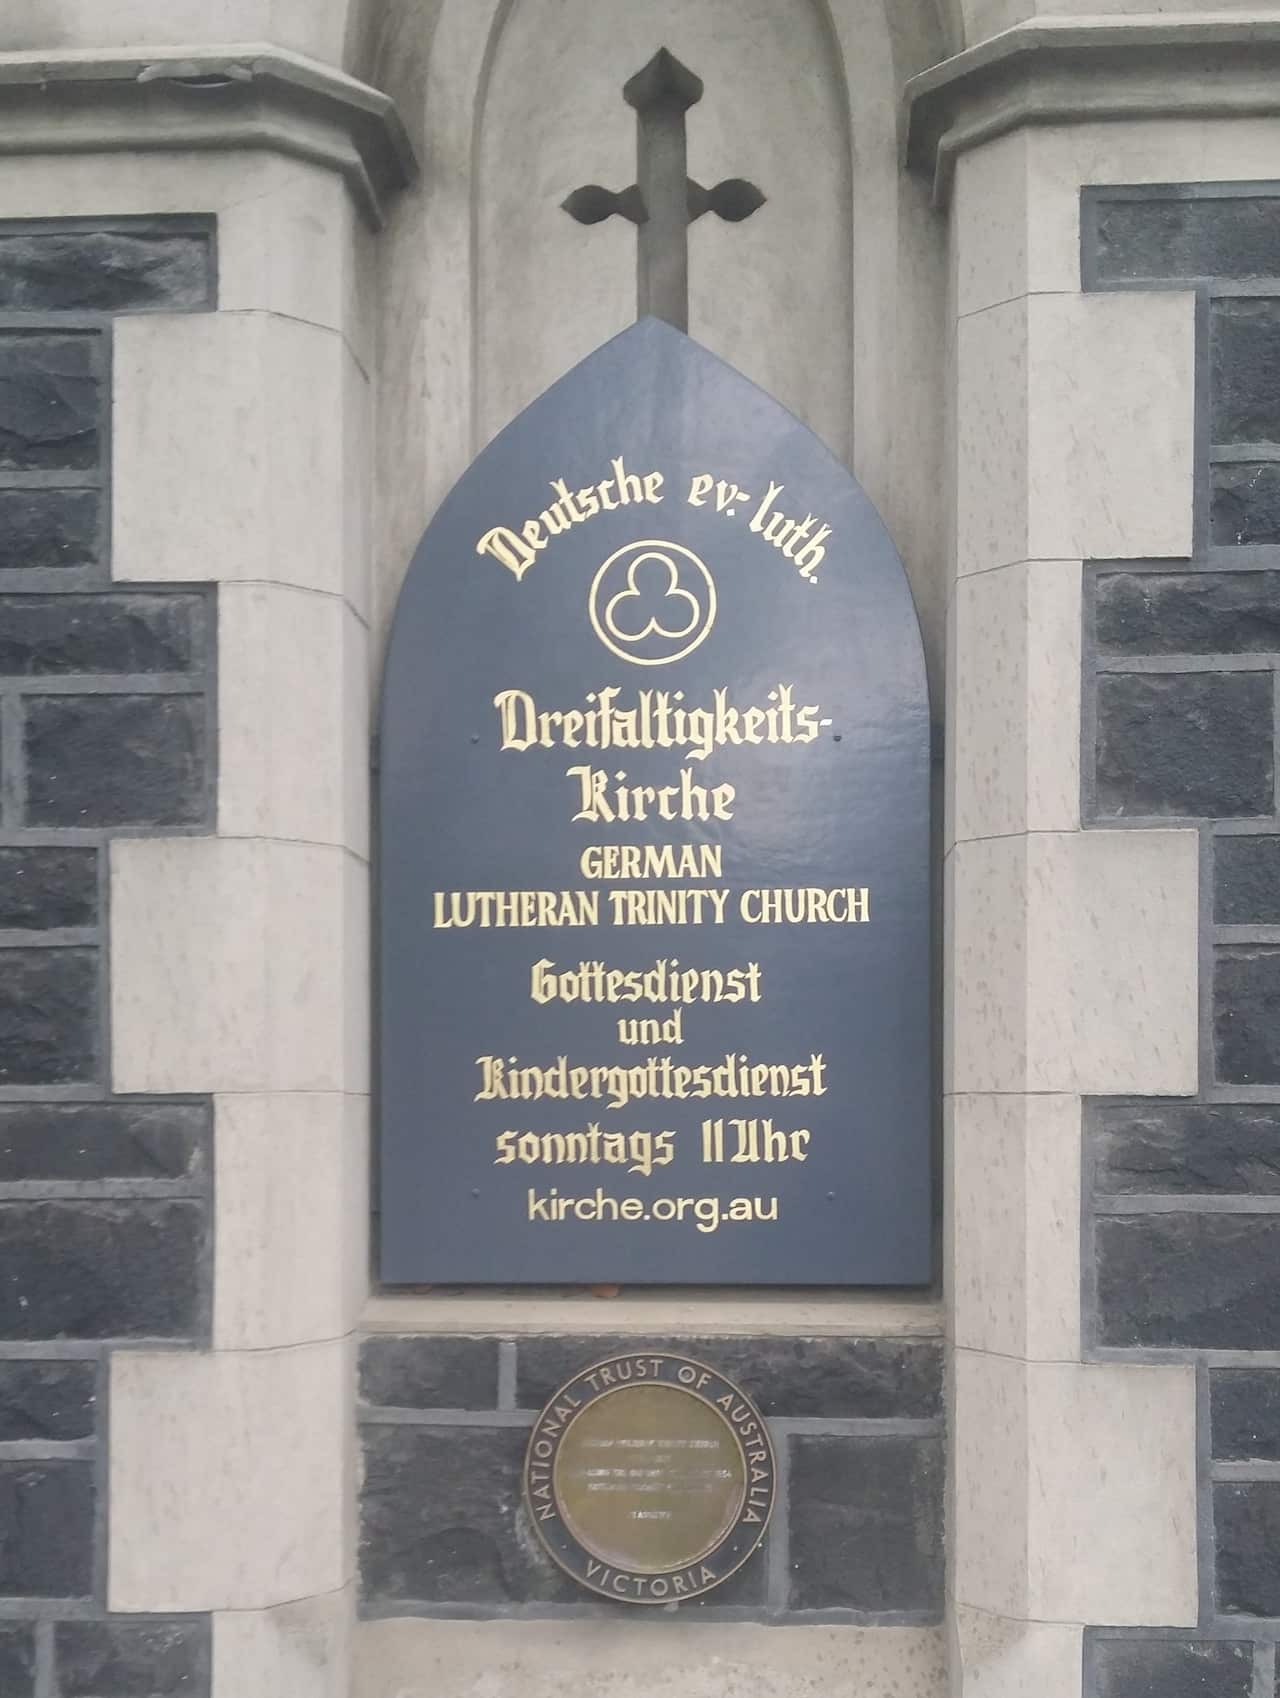 Deutsche ev.-luth.
Dreifaltigkeits-
Kirche
GERMAN
LUTHERAN TRINITY CHURCH
Gottesdienst
und
Kindergottesdienst
sonntags 11 Uhr
kirche.org.au
NATIONAL TRUST OF AUSTRALIA
VICTORIA